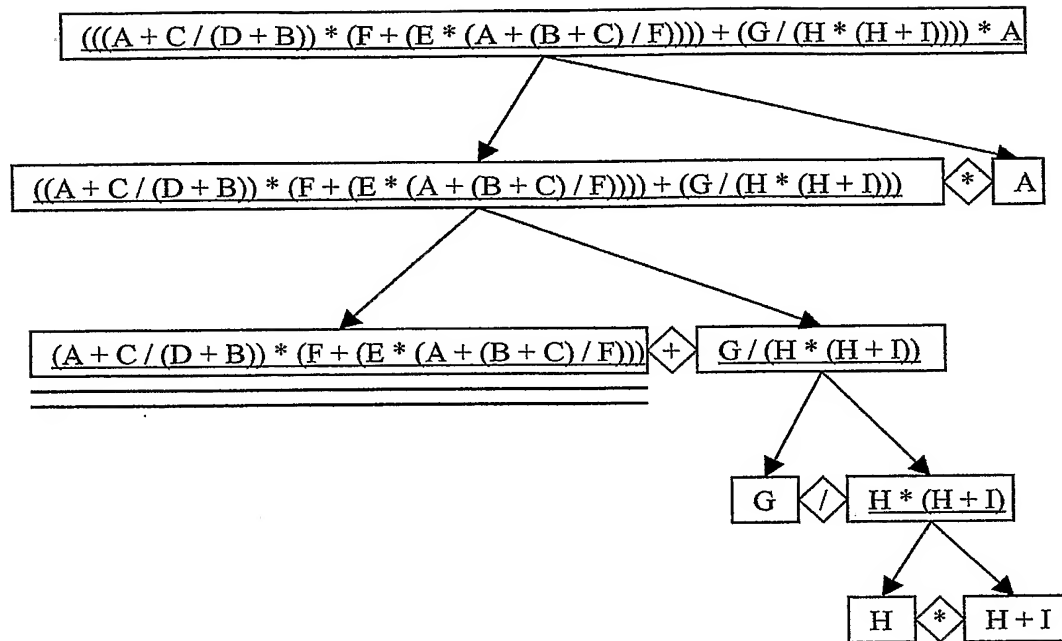 (((A + C / (D + B)) * (F + (E * (A + (B + C) / F)))) + (G / (H * (H + I)))) * A
((A + C / (D + B)) * (F + (E * (A + (B + C) / F)))) + (G / (H * (H + I))) * A
(A + C / (D + B)) * (F + (E * (A + (B + C) / F))) + G / (H * (H + I))
G / H * (H + I)
H * H + I